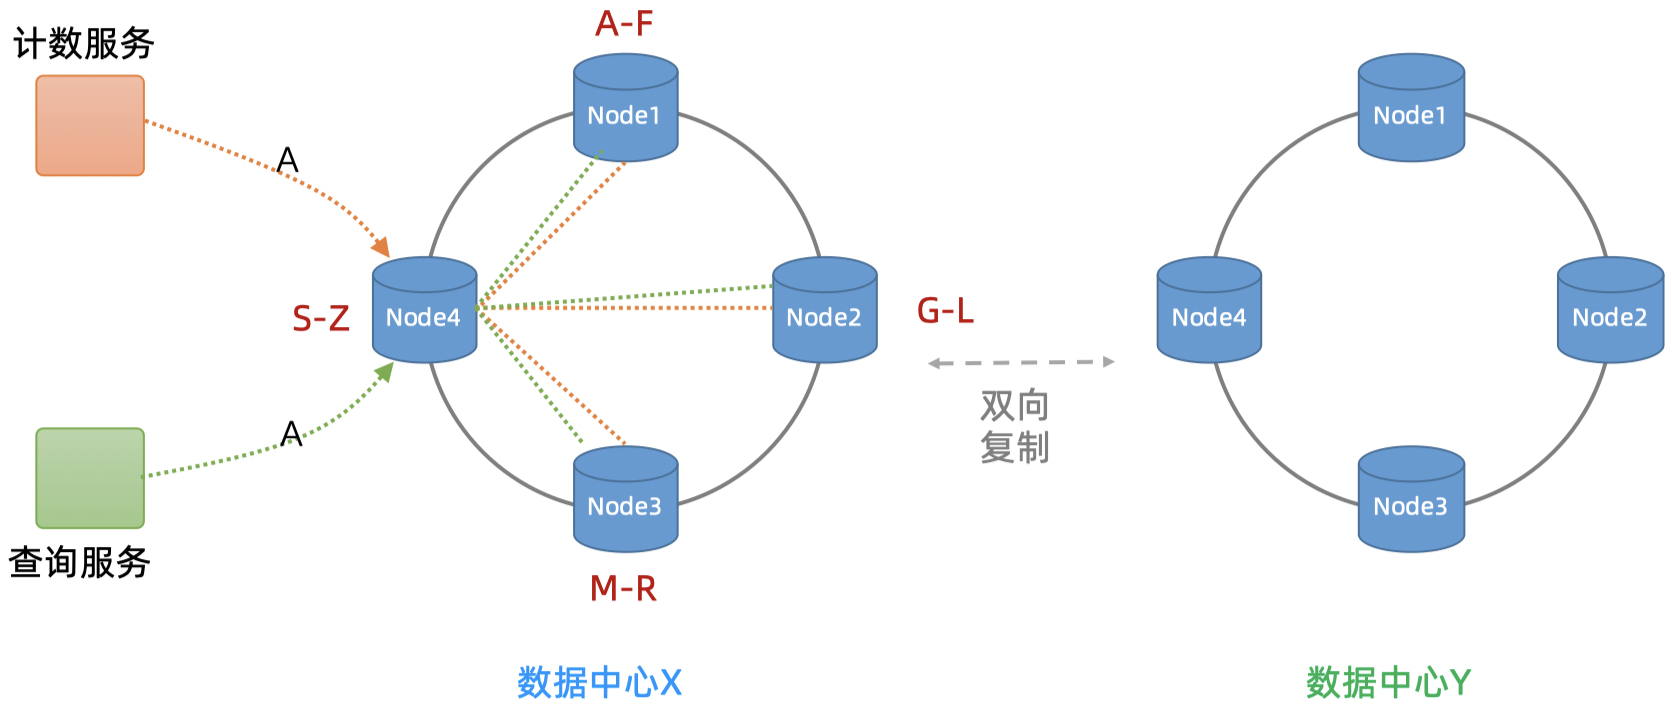 计数服务
A-F
Node1
Node1
A
S-Z
Node4
Node2
G-L
Node4
Node2
双向
复制
A
Node3
Node3
查询服务
M-R
数据中心X
数据中心Y